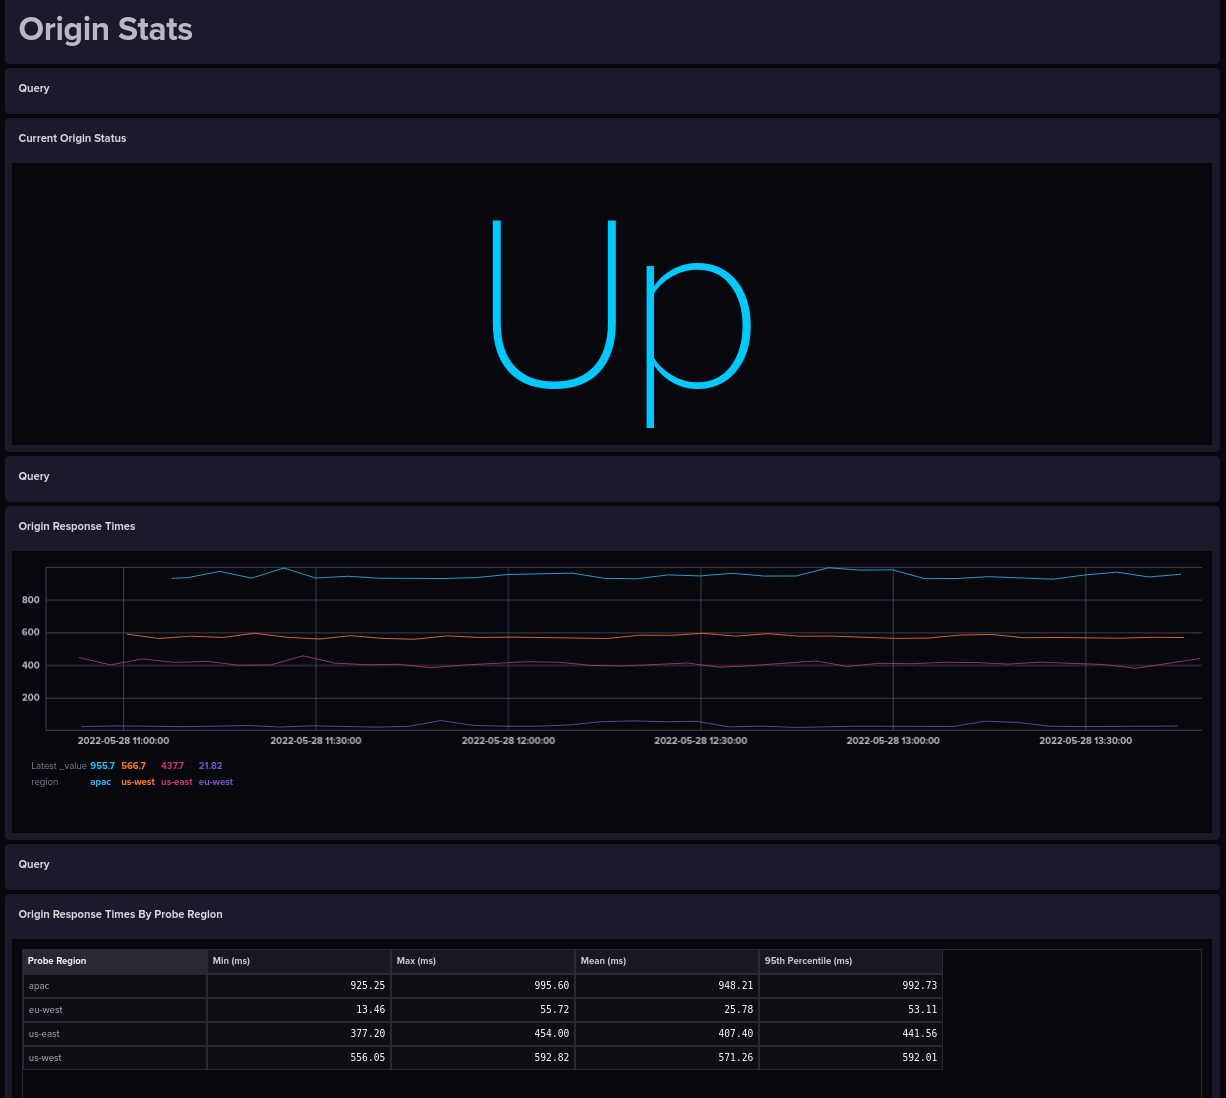 Origin Stats
Query
Current Origin Status
Up
Query
Origin Response Times
800
600
400
200
2022-05-28 11:00:00 2022-05-28 11:30:00 2022-05-28 12:00:00 2022-05-28 12:30:00 2022-05-28 13:00:00 2022-05-28 13:30:00
Latest _value 955.7 566.7 437.7 21.82
region apac us-west us-east eu-west
Query
Origin Response Times By Probe Region
Probe Region Min (ms) Max (ms) Mean (ms) 95th Percentile (ms)
apac 925.25 995.60 948.21 992.73
eu-west 13.46 55.72 25.78 53.11
us-east 377.20 454.00 407.40 441.56
us-west 556.05 592.82 571.26 592.01